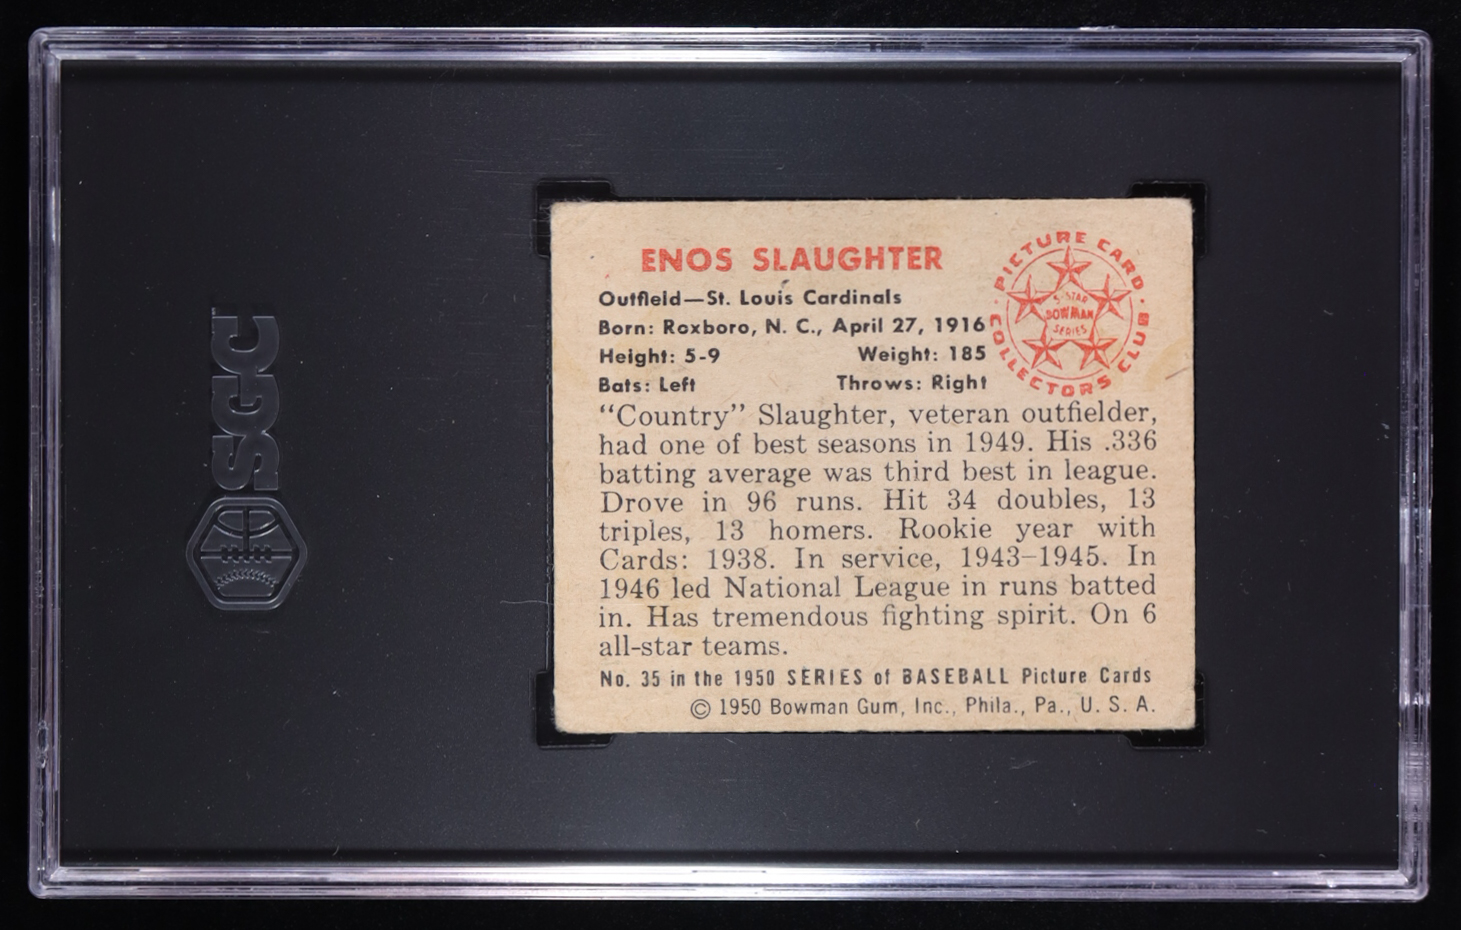 SGC
ENOS SLAUGHTER
Outfield—St. Louis Cardinals
Born: Roxboro, N. C., April 27, 1916
Height: 5-9 Weight: 185
Bats: Left Throws: Right
PICTURE CARD
COLLECTORS CLUB
5-STAR
BOWMAN
SERIES
“Country” Slaughter, veteran outfielder,
had one of best seasons in 1949. His .336
batting average was third best in league.
Drove in 96 runs. Hit 34 doubles, 13
triples, 13 homers. Rookie year with
Cards: 1938. In service, 1943–1945. In
1946 led National League in runs batted
in. Has tremendous fighting spirit. On 6
all-star teams.
No. 35 in the 1950 SERIES of BASEBALL Picture Cards
© 1950 Bowman Gum, Inc., Phila., Pa., U. S. A.